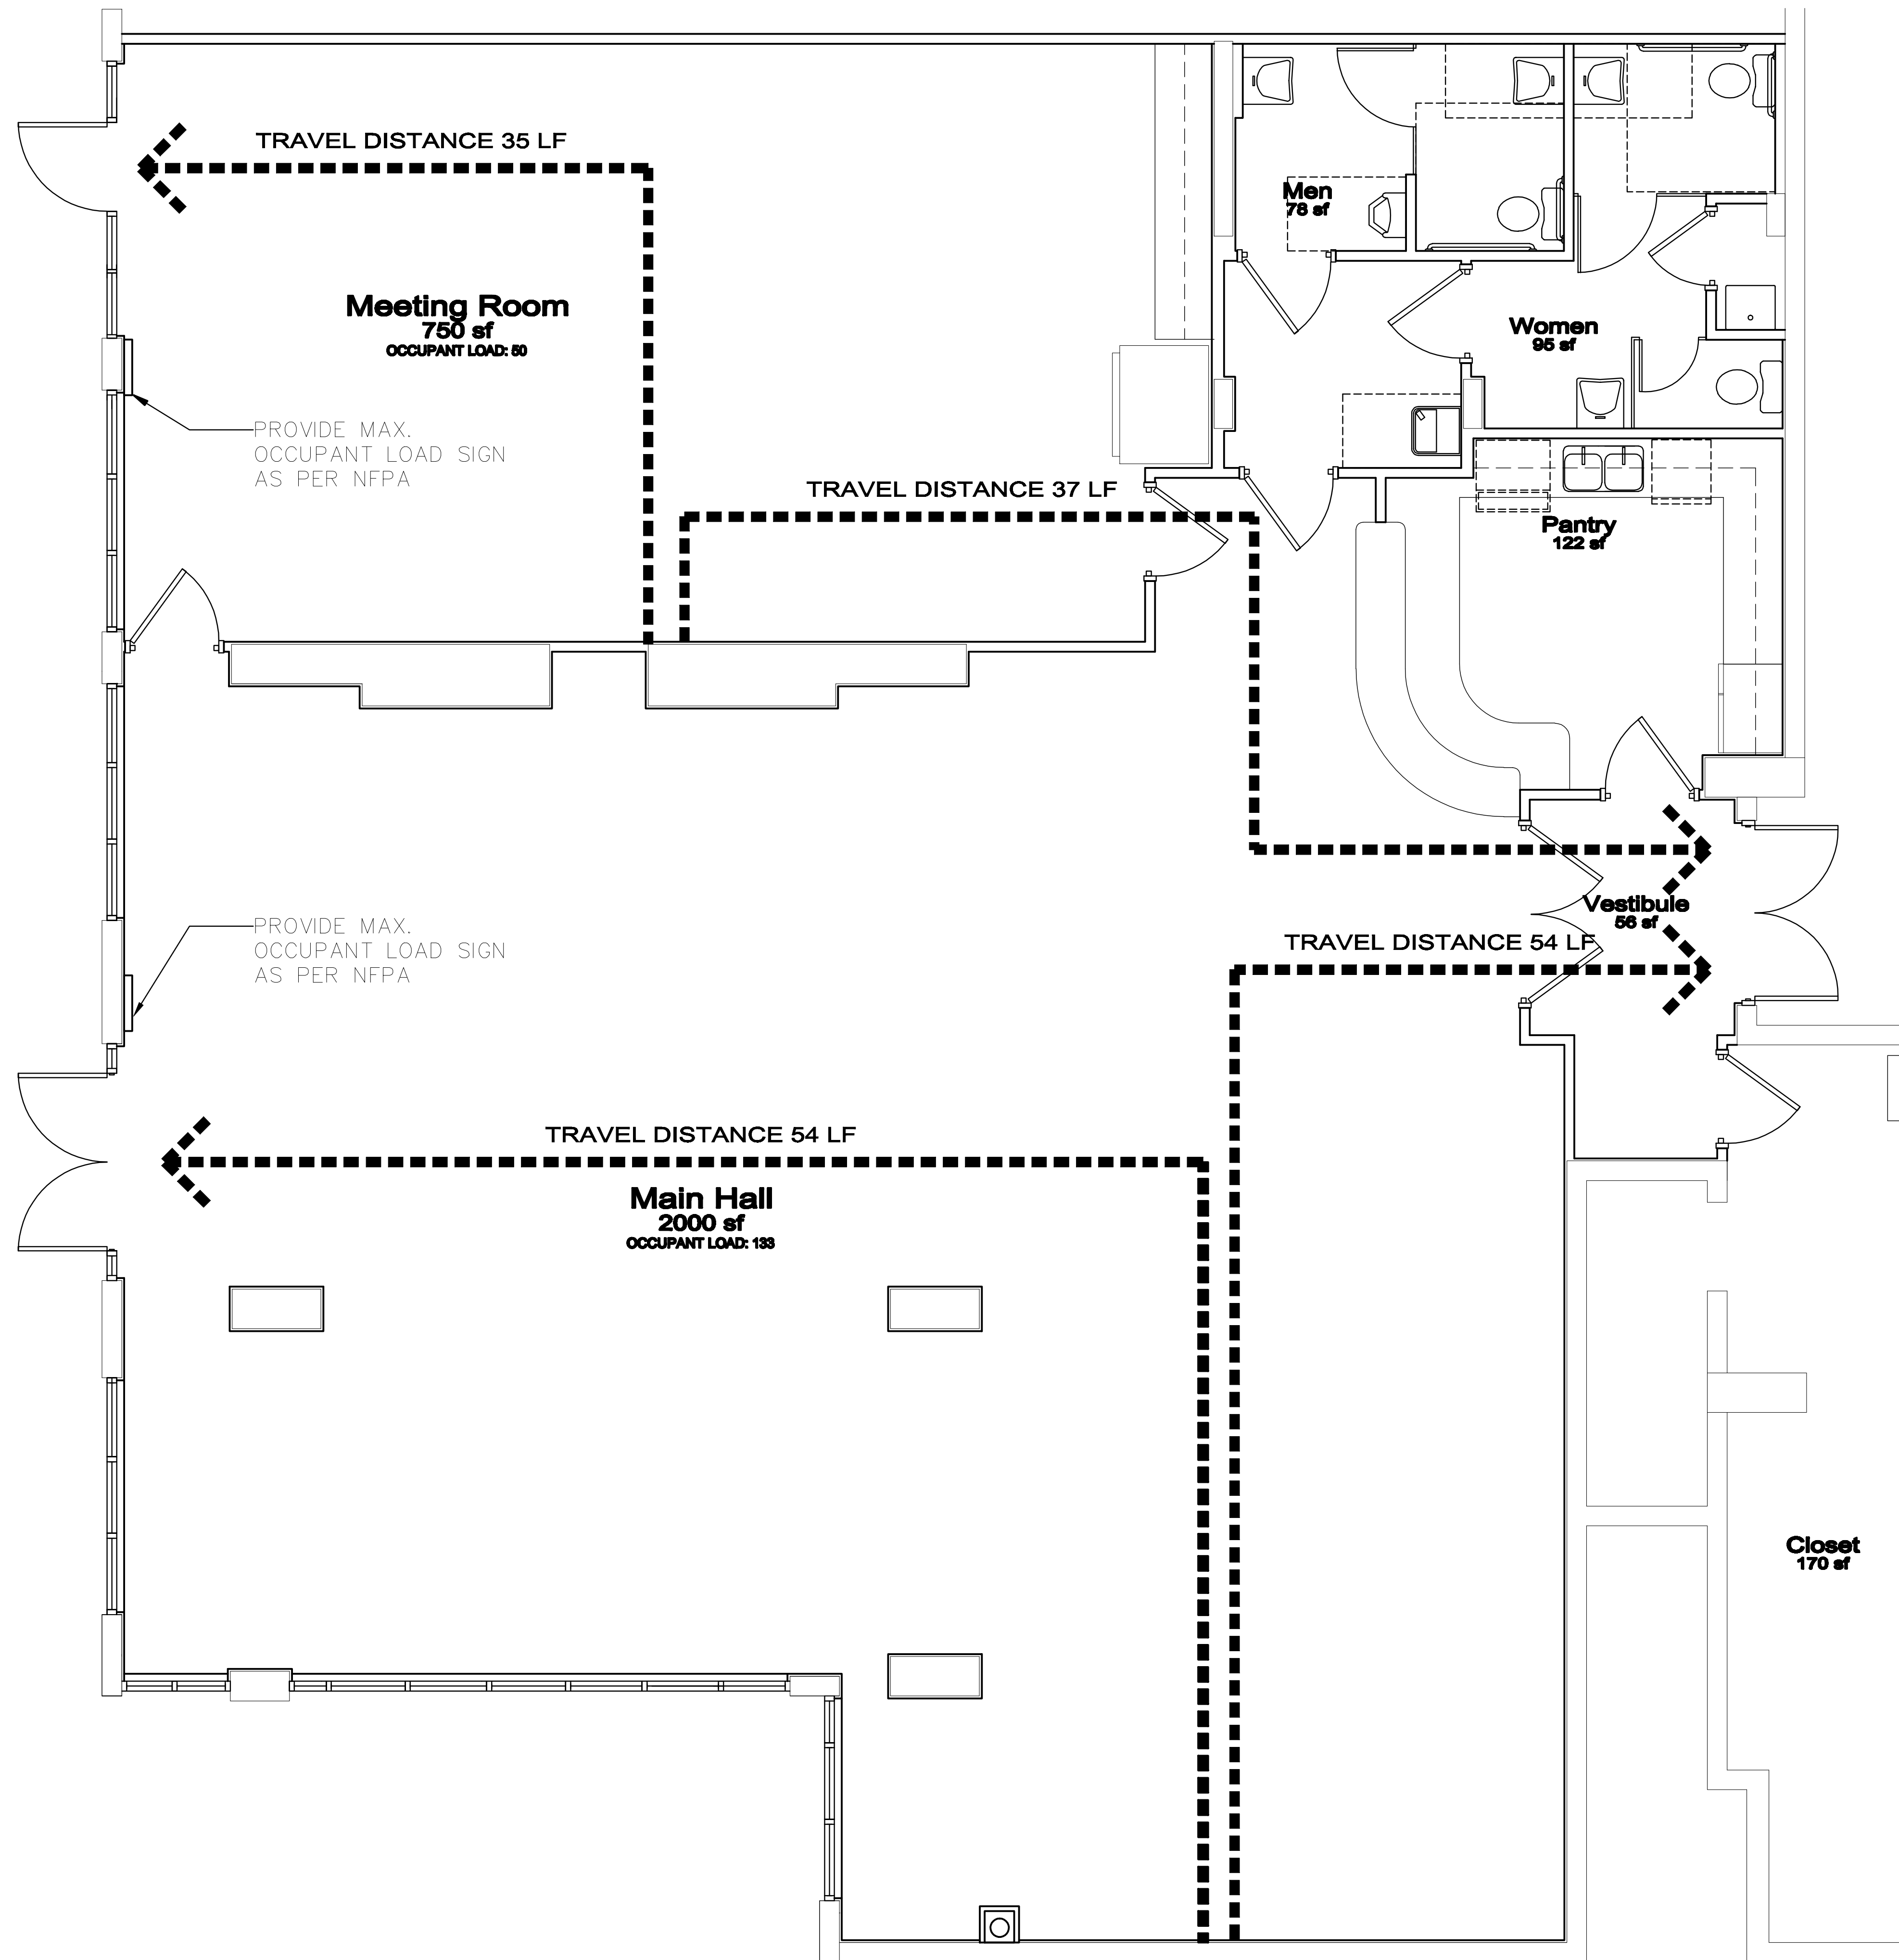 TRAVEL DISTANCE 35 LF
Men
78 sf
Meeting Room
750 sf
OCCUPANT LOAD: 50
Women
95 sf
PROVIDE MAX.
OCCUPANT LOAD SIGN
AS PER NFPA
TRAVEL DISTANCE 37 LF
Pantry
122 sf
Vestibule
56 sf
PROVIDE MAX.
OCCUPANT LOAD SIGN
AS PER NFPA
TRAVEL DISTANCE 54 LF
TRAVEL DISTANCE 54 LF
Main Hall
2000 sf
OCCUPANT LOAD: 133
Closet
170 sf